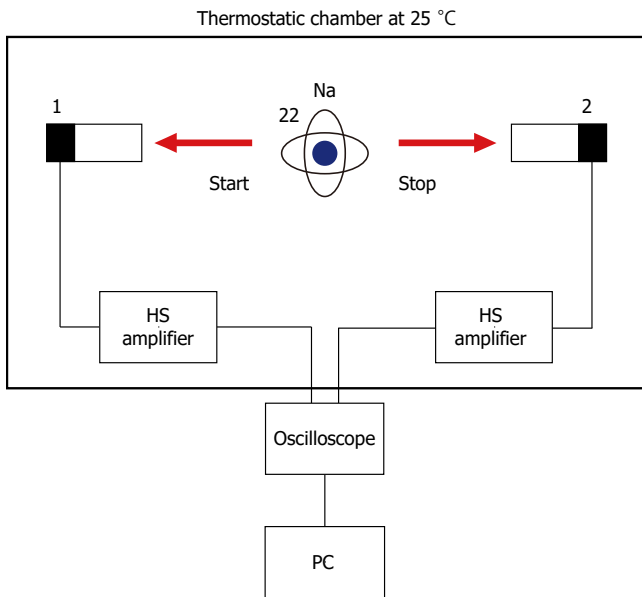 Thermostatic chamber at 25 °C
1
Na
22
2
Start
Stop
HS
amplifier
HS
amplifier
Oscilloscope
PC